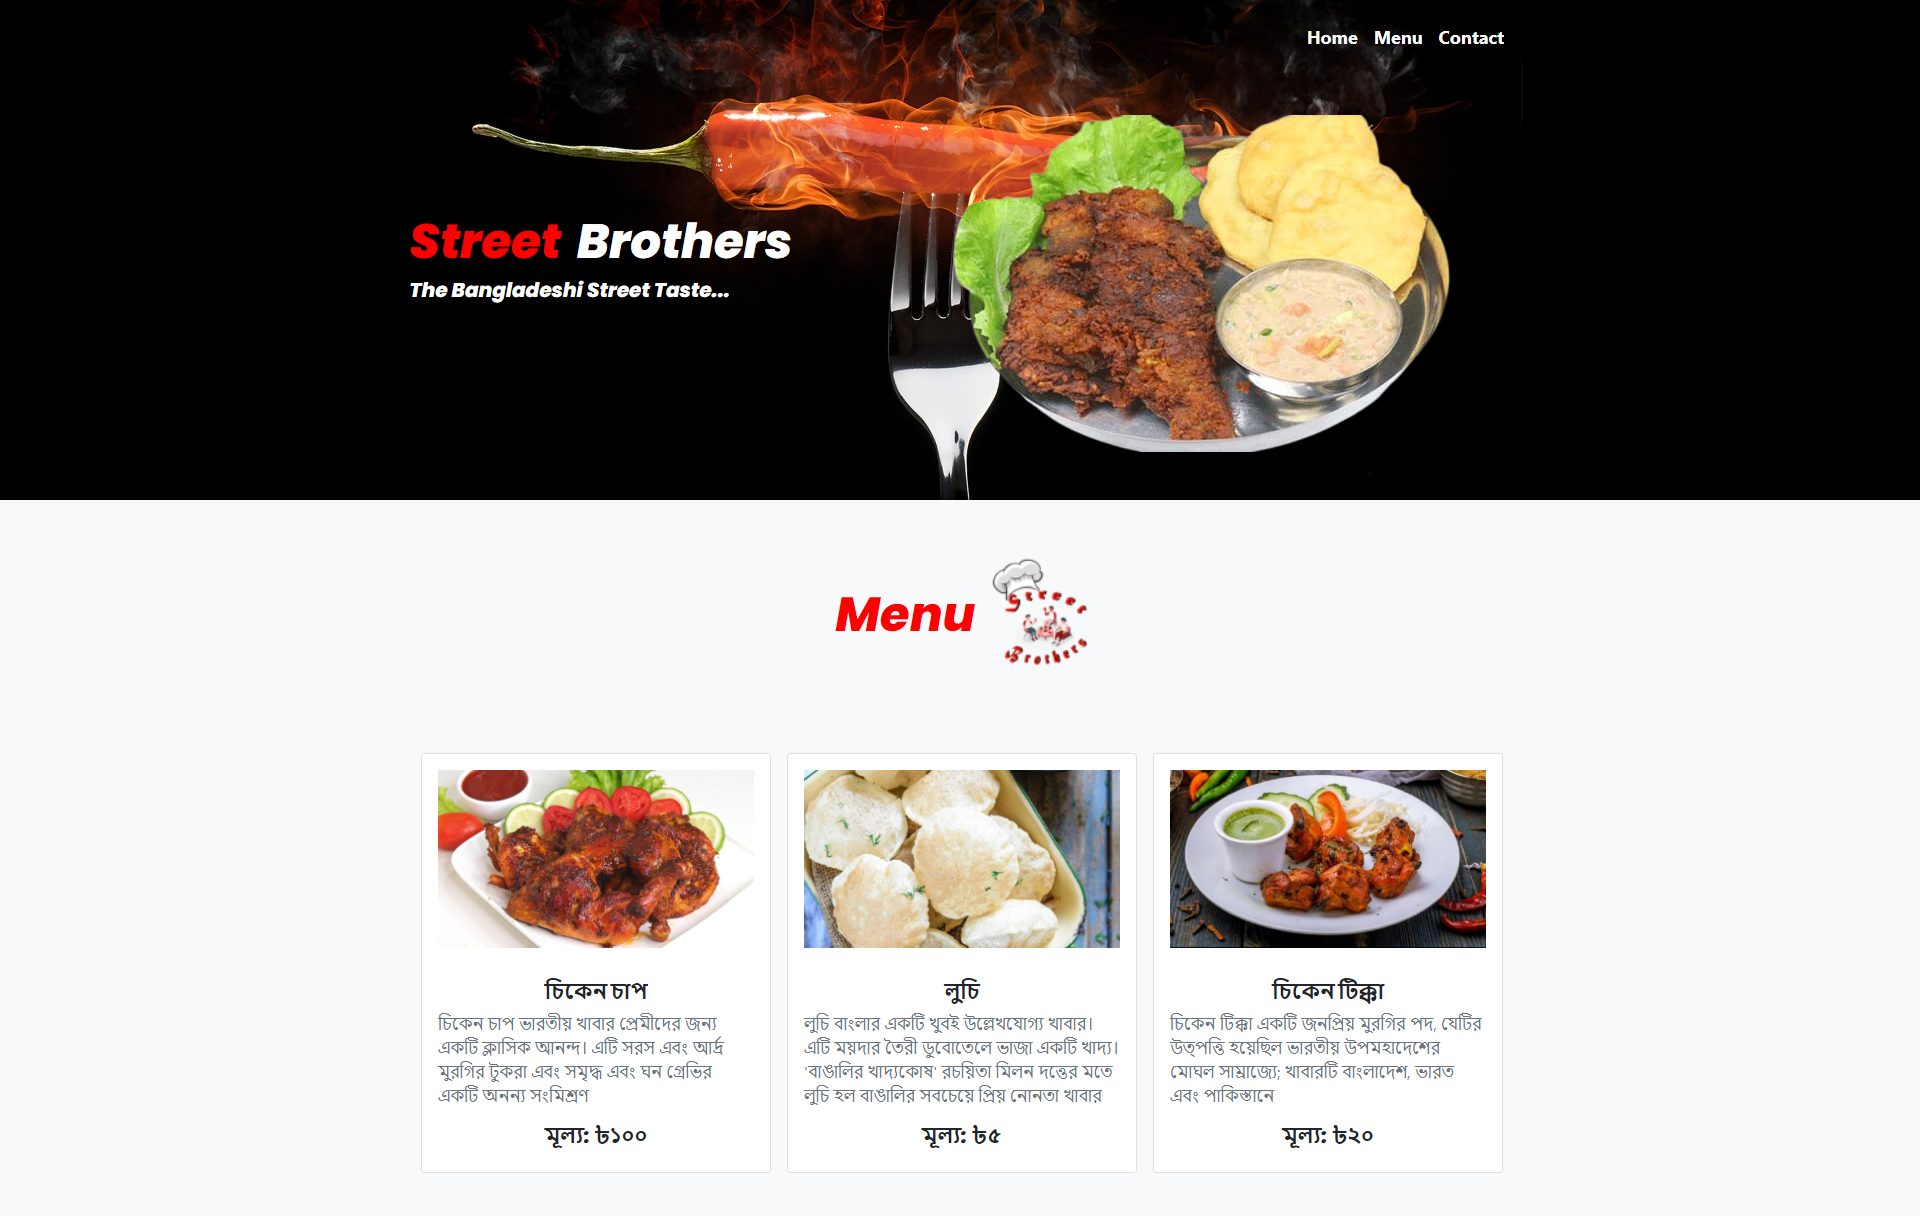 Home Menu Contact
Street Brothers
The Bangladeshi Street Taste...
Menu
Street
Brothers
চিকেন চাপ
চিকেন চাপ ভারতীয় খাবার প্রেমীদের জন্য
একটি ক্লাসিক আনন্দ। এটি সরস এবং আর্দ্র
মুরগির টুকরা এবং সমৃদ্ধ এবং ঘন গ্রেভির
একটি অনন্য সংমিশ্রণ
মূল্য: ৳১০০
লুচি
লুচি বাংলার একটি খুবই উল্লেখযোগ্য খাবার।
এটি ময়দার তৈরী ডুবোতেলে ভাজা একটি খাদ্য।
'বাঙালির খাদ্যকোষ' রচয়িতা মিলন দত্তের মতে
লুচি হল বাঙালির সবচেয়ে প্রিয় নোনতা খাবার
মূল্য: ৳৫
চিকেন টিক্কা
চিকেন টিক্কা একটি জনপ্রিয় মুরগির পদ, যেটির
উত্পত্তি হয়েছিল ভারতীয় উপমহাদেশের
মোঘল সাম্রাজ্যে; খাবারটি বাংলাদেশ, ভারত
এবং পাকিস্তানে
মূল্য: ৳২০